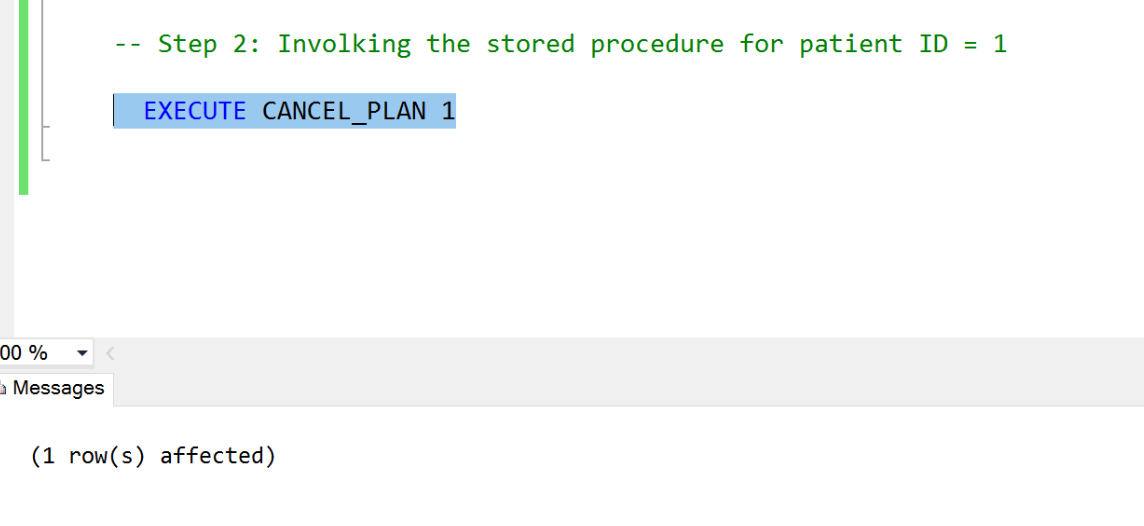 -- Step 2: Involking the stored procedure for patient ID = 1
EXECUTE CANCEL_PLAN 1
00 %
Messages
(1 row(s) affected)